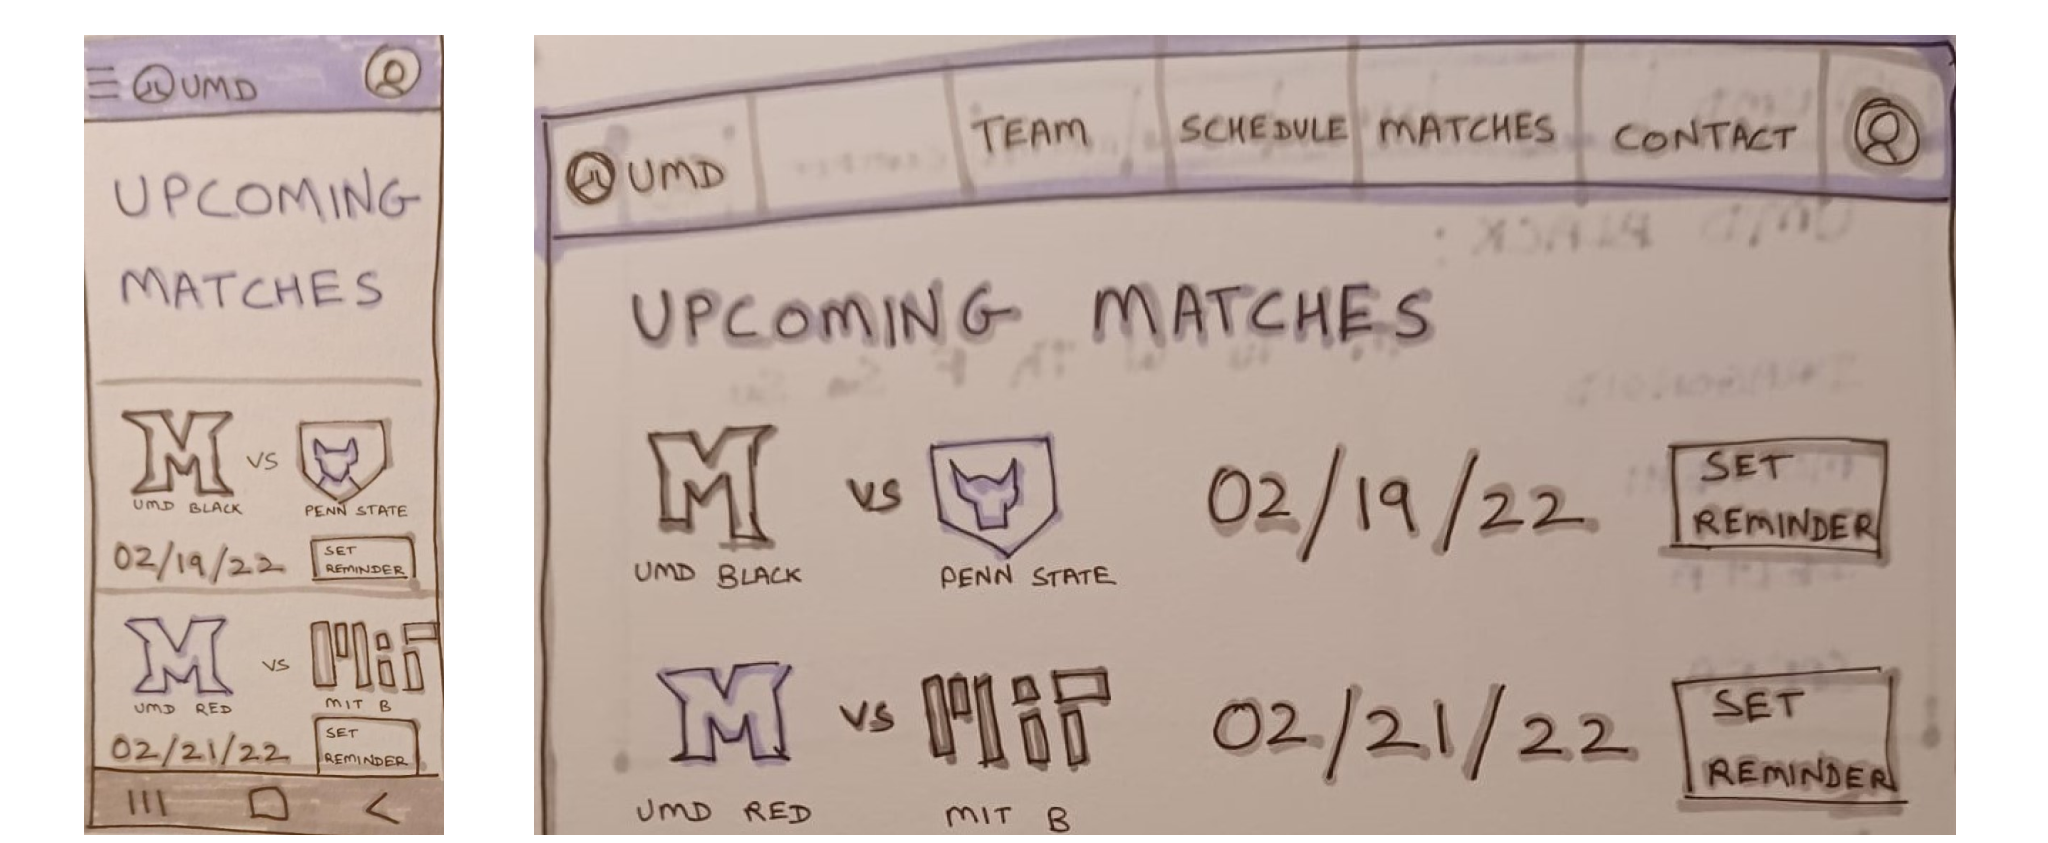 UMD
UPCOMING
MATCHES
M VS
UMD BLACK PENN STATE
02/19/22 SET
REMINDER
M VS MIT
UMD RED MIT B
02/21/22 SET
REMINDER
UMD TEAM SCHEDULE MATCHES CONTACT
UPCOMING MATCHES
M VS 02/19/22 SET
REMINDER
UMD BLACK PENN STATE
M VS MIT 02/21/22 SET
REMINDER
UMD RED MIT B